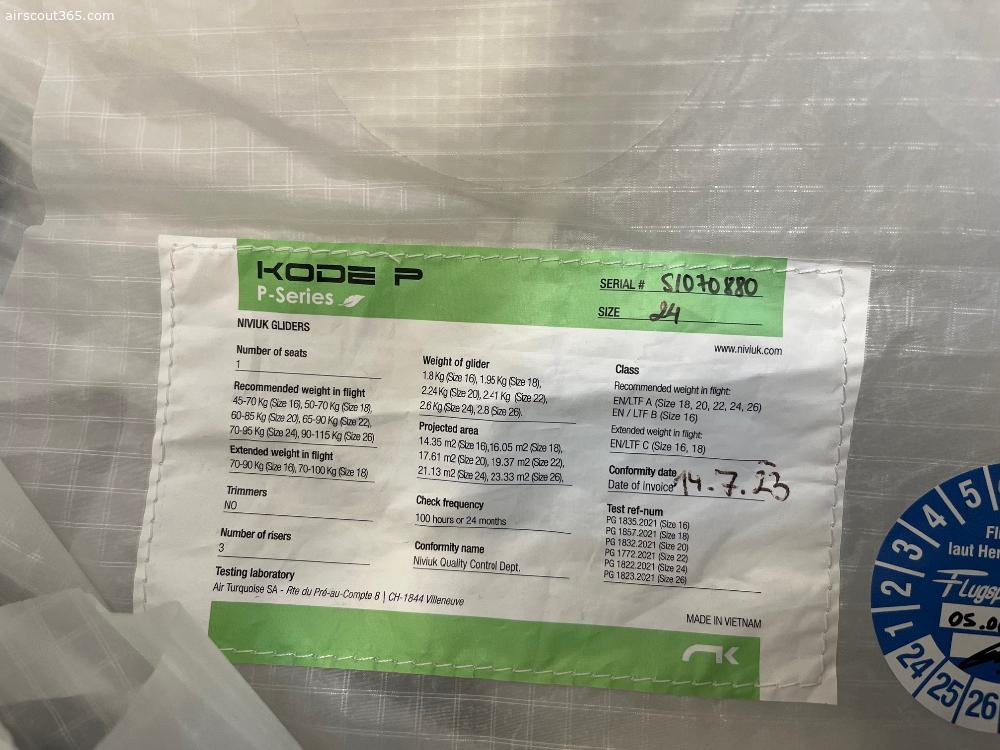 airscout365.com
KODE P
P-Series
SERIAL # S1070880
SIZE 24
NIVIUK GLIDERS
www.niviuk.com
Number of seats
1
Recommended weight in flight
45-70 Kg (Size 16), 50-70 Kg (Size 18),
60-85 Kg (Size 20), 65-90 Kg (Size 22),
70-95 Kg (Size 24), 90-115 Kg (Size 26)
Extended weight in flight
70-90 Kg (Size 16), 70-100 Kg (Size 18)
Trimmers
NO
Number of risers
3
Testing laboratory
Air Turquoise SA - Rte du Pré-au-Compte 8 | CH-1844 Villeneuve
Weight of glider
1.8 Kg (Size 16), 1.95 Kg (Size 18),
2.24 Kg (Size 20), 2.41 Kg (Size 22),
2.6 Kg (Size 24), 2.8 (Size 26).
Projected area
14.35 m2 (Size 16), 16.05 m2 (Size 18),
17.61 m2 (Size 20), 19.37 m2 (Size 22),
21.13 m2 (Size 24), 23.33 m2 (Size 26),
Check frequency
100 hours or 24 months
Conformity name
Niviuk Quality Control Dept.
Class
Recommended weight in flight:
EN/LTF A (Size 18, 20, 22, 24, 26)
EN / LTF B (Size 16)
Extended weight in flight:
EN/LTF C (Size 16, 18)
Conformity date
Date of invoice 14.7.23
Test ref-num
PG 1835.2021 (Size 16)
PG 1857.2021 (Size 18)
PG 1832.2021 (Size 20)
PG 1772.2021 (Size 22)
PG 1822.2021 (Size 24)
PG 1823.2021 (Size 26)
MADE IN VIETNAM
1 2 3 4 5
laut Her
Flugsp
05.0
24 25 26